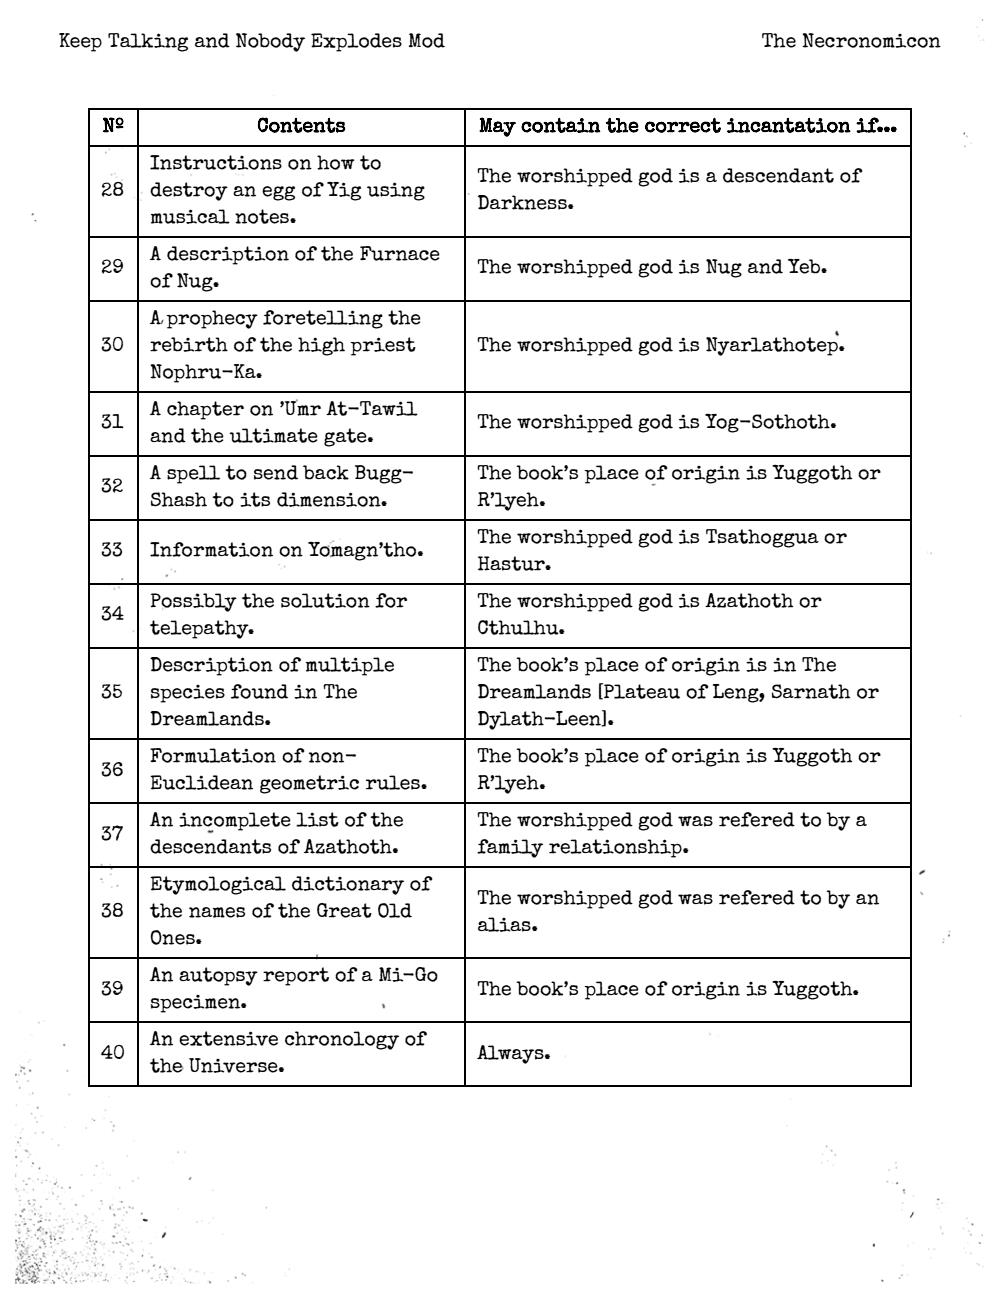 Keep Talking and Nobody Explodes Mod
The Necronomicon
Nº
Contents
May contain the correct incantation if...
28
Instructions on how to
destroy an egg of Yig using
musical notes.
The worshipped god is a descendant of
Darkness.
29
A description of the Furnace
of Nug.
The worshipped god is Nug and Yeb.
30
A prophecy foretelling the
rebirth of the high priest
Nophru-Ka.
The worshipped god is Nyarlathotep.
31
A chapter on ’Umr At-Tawil
and the ultimate gate.
The worshipped god is Yog-Sothoth.
32
A spell to send back Bugg-
Shash to its dimension.
The book’s place of origin is Yuggoth or
R’lyeh.
33
Information on Yomagn’tho.
The worshipped god is Tsathoggua or
Hastur.
34
Possibly the solution for
telepathy.
The worshipped god is Azathoth or
Cthulhu.
35
Description of multiple
species found in The
Dreamlands.
The book’s place of origin is in The
Dreamlands [Plateau of Leng, Sarnath or
Dylath-Leen].
36
Formulation of non-
Euclidean geometric rules.
The book’s place of origin is Yuggoth or
R’lyeh.
37
An incomplete list of the
descendants of Azathoth.
The worshipped god was refered to by a
family relationship.
38
Etymological dictionary of
the names of the Great Old
Ones.
The worshipped god was refered to by an
alias.
39
An autopsy report of a Mi-Go
specimen.
The book’s place of origin is Yuggoth.
40
An extensive chronology of
the Universe.
Always.